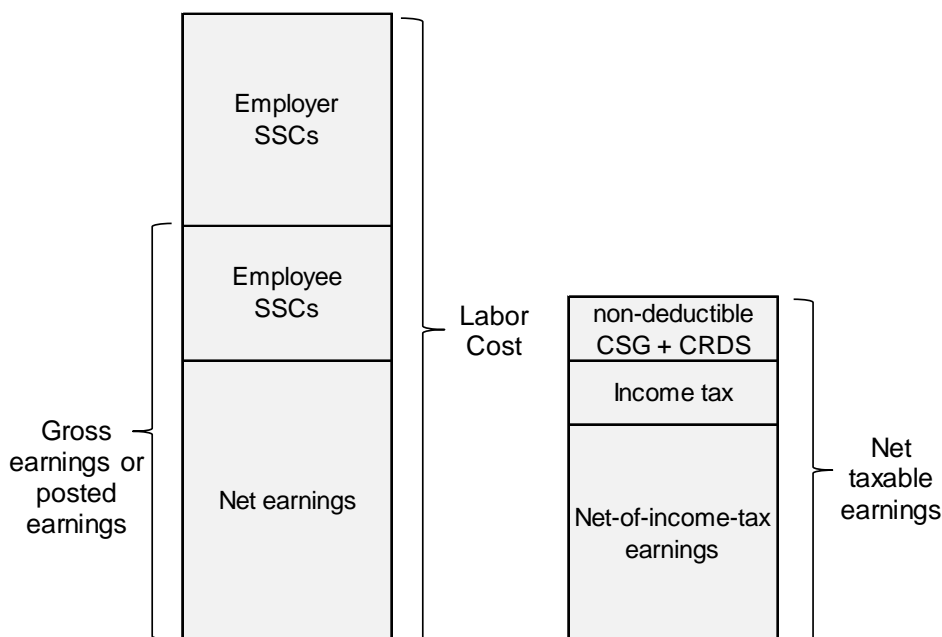 Employer
SSCs
Employee
SSCs
Net earnings
Gross
earnings or
posted
earnings
Labor
Cost
non-deductible
CSG + CRDS
Income tax
Net-of-income-tax
earnings
Net
taxable
earnings